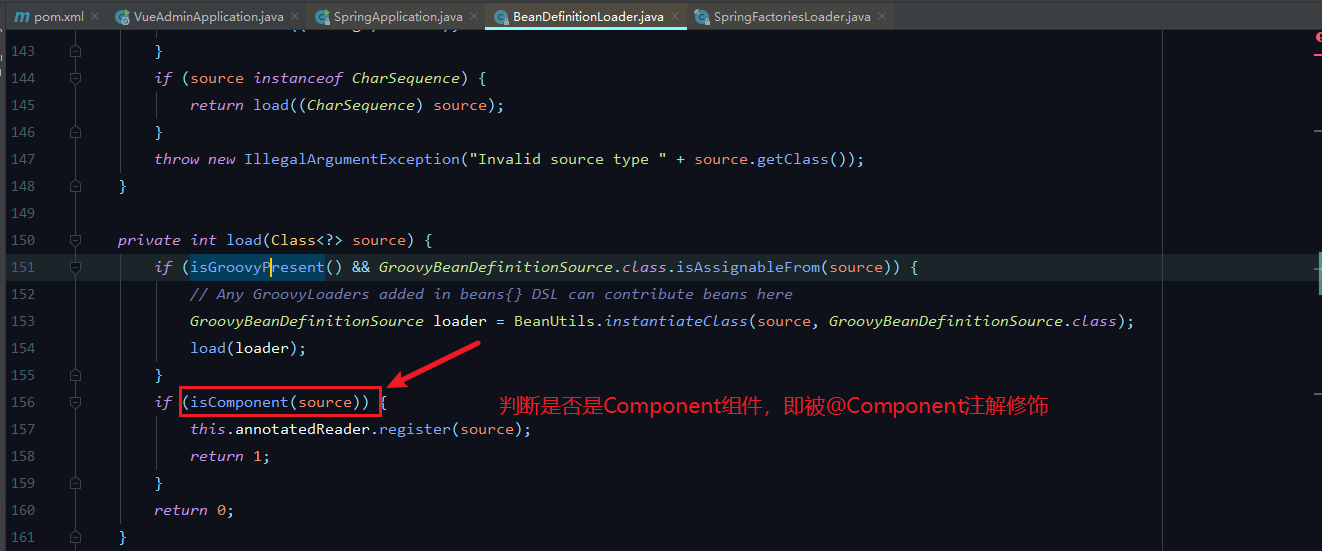 pom.xml VueAdminApplication.java SpringApplication.java BeanDefinitionLoader.java SpringFactoriesLoader.java
143 }
144 if (source instanceof CharSequence) {
145 return load((CharSequence) source);
146 }
147 throw new IllegalArgumentException("Invalid source type " + source.getClass());
148 }
149
150 private int load(Class<?> source) {
151 if (isGroovyPresent() && GroovyBeanDefinitionSource.class.isAssignableFrom(source)) {
152 // Any GroovyLoaders added in beans{} DSL can contribute beans here
153 GroovyBeanDefinitionSource loader = BeanUtils.instantiateClass(source, GroovyBeanDefinitionSource.class);
154 load(loader);
155 }
156 if (isComponent(source)) {
判断是否是Component组件，即被@Component注解修饰
157 this.annotatedReader.register(source);
158 return 1;
159 }
160 return 0;
161 }